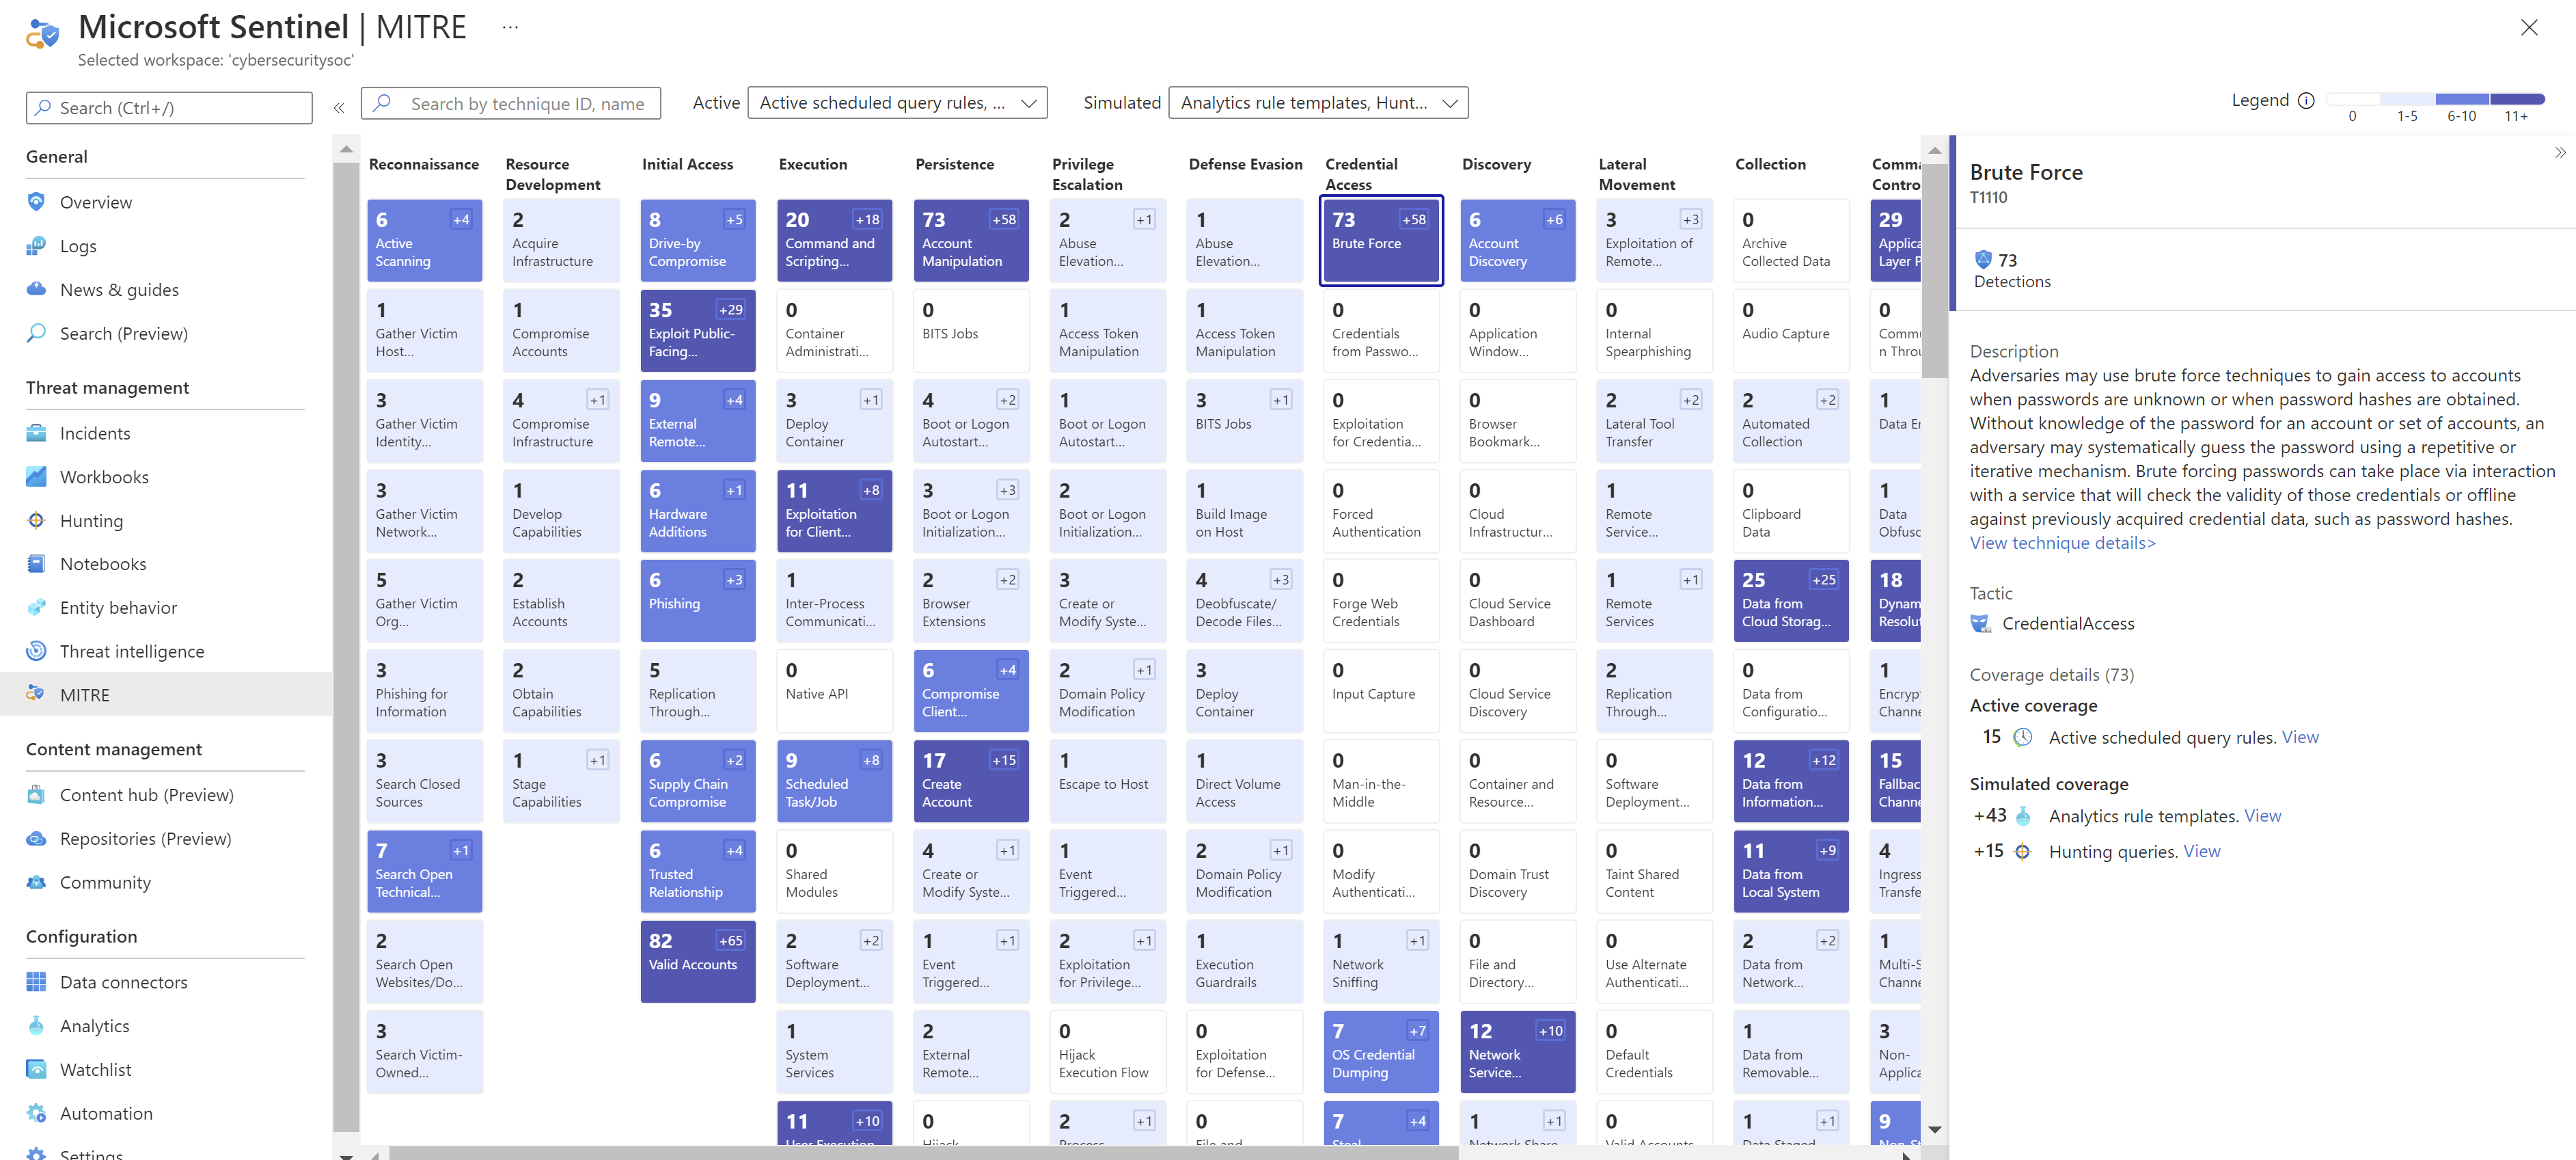 Microsoft Sentinel | MITRE ...
Selected workspace: 'cybersecuritysoc'
Search (Ctrl+/)
«
Search by technique ID, name
Active
Active scheduled query rules, ...
Simulated
Analytics rule templates, Hunt...
Legend
0 1-5 6-10 11+
General
Overview
Logs
News & guides
Search (Preview)
Threat management
Incidents
Workbooks
Hunting
Notebooks
Entity behavior
Threat intelligence
MITRE
Content management
Content hub (Preview)
Repositories (Preview)
Community
Configuration
Data connectors
Analytics
Watchlist
Automation
Settings
Reconnaissance
6 +4
Active
Scanning
1
Gather Victim
Host...
3
Gather Victim
Identity...
3
Gather Victim
Network...
5
Gather Victim
Org...
3
Phishing for
Information
3
Search Closed
Sources
7 +1
Search Open
Technical...
2
Search Open
Websites/Do...
3
Search Victim-
Owned...
Resource
Development
2
Acquire
Infrastructure
1
Compromise
Accounts
4 +1
Compromise
Infrastructure
1
Develop
Capabilities
2
Establish
Accounts
2
Obtain
Capabilities
1 +1
Stage
Capabilities
Initial Access
8 +5
Drive-by
Compromise
35 +29
Exploit Public-
Facing...
9 +4
External
Remote...
6 +1
Hardware
Additions
6 +3
Phishing
5
Replication
Through...
6 +2
Supply Chain
Compromise
6 +4
Trusted
Relationship
82 +65
Valid Accounts
Execution
20 +18
Command and
Scripting...
0
Container
Administrati...
3 +1
Deploy
Container
11 +8
Exploitation
for Client...
1
Inter-Process
Communicati...
0
Native API
9 +8
Scheduled
Task/Job
0
Shared
Modules
2 +2
Software
Deployment...
1
System
Services
11 +10
User Execution
Persistence
73 +58
Account
Manipulation
0
BITS Jobs
4 +2
Boot or Logon
Autostart...
3 +3
Boot or Logon
Initialization...
2 +2
Browser
Extensions
6 +4
Compromise
Client...
17 +15
Create
Account
4 +1
Create or
Modify Syste...
1 +1
Event
Triggered...
2
External
Remote...
0
Hijack
Privilege
Escalation
2 +1
Abuse
Elevation...
1
Access Token
Manipulation
1
Boot or Logon
Autostart...
2
Boot or Logon
Initialization...
3
Create or
Modify Syste...
2 +1
Domain Policy
Modification
1
Escape to Host
1
Event
Triggered...
2 +1
Exploitation
for Privilege...
0
Hijack
Execution Flow
2 +1
Process
Defense Evasion
1
Abuse
Elevation...
1
Access Token
Manipulation
3 +1
BITS Jobs
1
Build Image
on Host
4 +3
Deobfuscate/
Decode Files...
3
Deploy
Container
1
Direct Volume
Access
2 +1
Domain Policy
Modification
1
Execution
Guardrails
0
Exploitation
for Defense...
0
File and
Credential
Access
73 +58
Brute Force
0
Credentials
from Passwo...
0
Exploitation
for Credentia...
0
Forced
Authentication
0
Forge Web
Credentials
0
Input Capture
0
Man-in-the-
Middle
0
Modify
Authenticati...
1 +1
Network
Sniffing
7 +7
OS Credential
Dumping
7 +4
Steal
Discovery
6 +6
Account
Discovery
0
Application
Window...
0
Browser
Bookmark...
0
Cloud
Infrastructur...
0
Cloud Service
Dashboard
0
Cloud Service
Discovery
0
Container and
Resource...
0
Domain Trust
Discovery
0
File and
Directory...
12 +10
Network
Service...
1 +1
Network Share
Lateral
Movement
3 +3
Exploitation of
Remote...
0
Internal
Spearphishing
2 +2
Lateral Tool
Transfer
1
Remote
Service...
1 +1
Remote
Services
2
Replication
Through...
0
Software
Deployment...
0
Taint Shared
Content
0
Use Alternate
Authenticati...
0
Default
Credentials
0
Valid Accounts
Collection
0
Archive
Collected Data
0
Audio Capture
2 +2
Automated
Collection
0
Clipboard
Data
25 +25
Data from
Cloud Storag...
0
Data from
Configuratio...
12 +12
Data from
Information...
11 +9
Data from
Local System
2 +2
Data from
Network...
1
Data from
Removable...
1 +1
Data Staged
Comma
Contro
29
Applica
Layer P
0
Commu
n Throu
1
Data En
1
Data
Obfusc
18
Dynam
Resolut
1
Encryp
Channe
15
Fallbac
Channe
4
Ingress
Transfe
1
Multi-S
Channe
3
Non-
Applica
9
Non-St
»
Brute Force
T1110
73
Detections
Description
Adversaries may use brute force techniques to gain access to accounts
when passwords are unknown or when password hashes are obtained.
Without knowledge of the password for an account or set of accounts, an
adversary may systematically guess the password using a repetitive or
iterative mechanism. Brute forcing passwords can take place via interaction
with a service that will check the validity of those credentials or offline
against previously acquired credential data, such as password hashes.
View technique details>
Tactic
CredentialAccess
Coverage details (73)
Active coverage
15 Active scheduled query rules. View
Simulated coverage
+43 Analytics rule templates. View
+15 Hunting queries. View